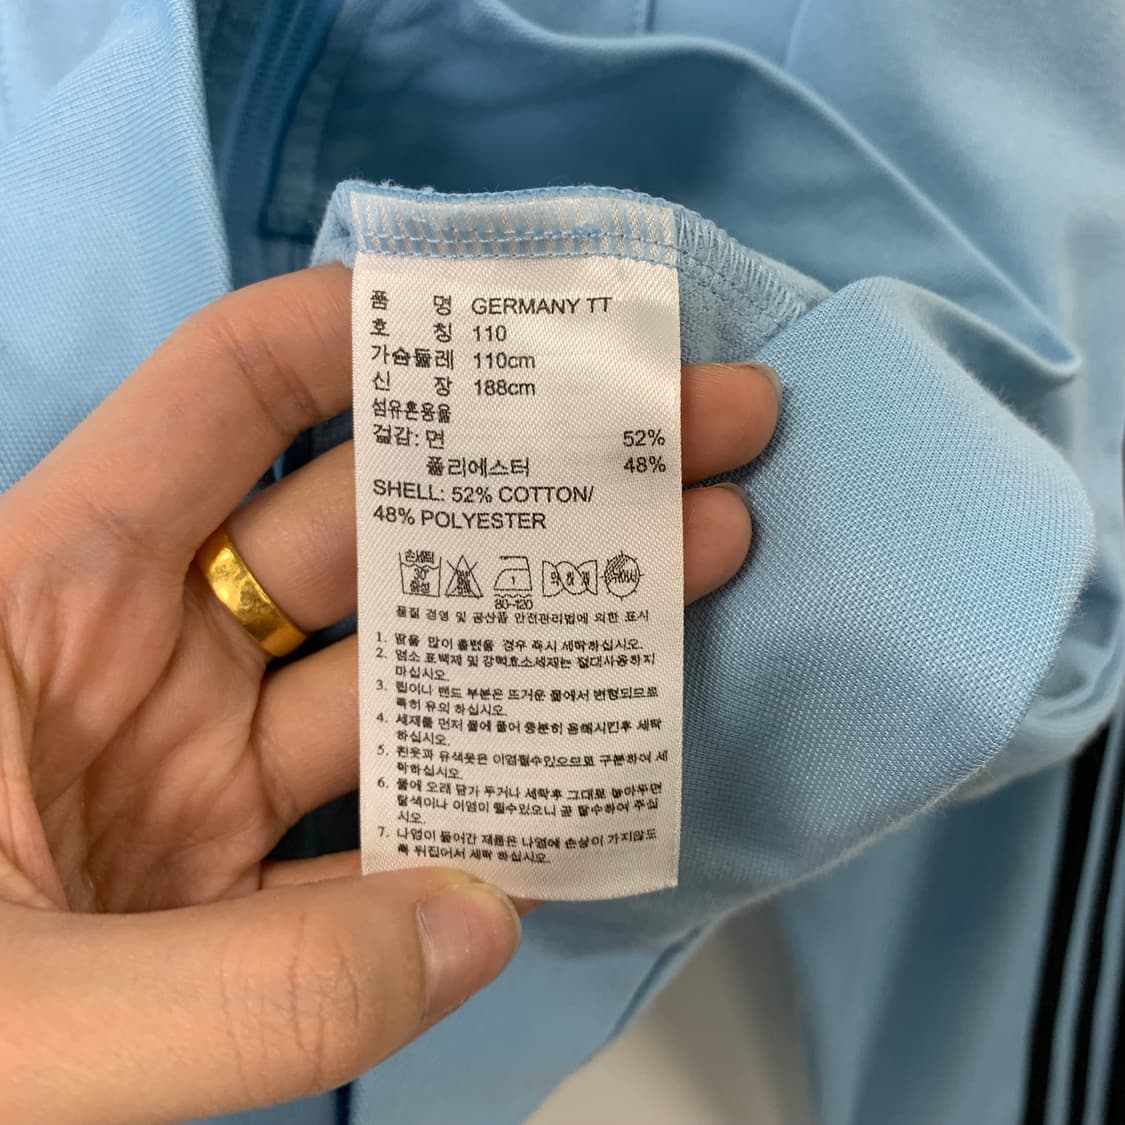 품 명 GERMANY TT
호 칭 110
가슴둘레 110cm
신 장 188cm
섬유혼용율
겉감: 면 52%
폴리에스터 48%
SHELL: 52% COTTON/
48% POLYESTER
손세탁
30°
중성
1
80-120
품질 경영 및 공산품 안전관리법에 의한 표시
1. 땀을 많이 흘렸을 경우 즉시 세탁하십시오.
2. 염소 표백제 및 강력효소세제는 절대사용하지
마십시오.
3. 립이나 밴드 부분은 뜨거운 물에서 변형되므로
특히 유의 하십시오.
4. 세제를 먼저 물에 풀어 충분히 용해시킨후 세탁
하십시오.
5. 흰옷과 유색옷은 이염될수있으므로 구분하여 세
탁하십시오.
6. 물에 오래 담가 두거나 세탁후 그대로 놓아두면
탈색이나 이염이 될수있으니 곧 탈수하여 주십
시오.
7. 나염이 들어간 제품은 나염에 손상이 가지않도
록 뒤집어서 세탁 하십시오.